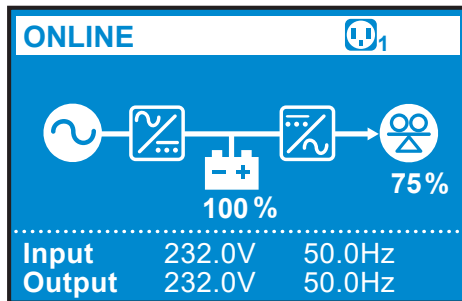 ONLINE 1
75%
100%
Input 232.0V 50.0Hz
Output 232.0V 50.0Hz